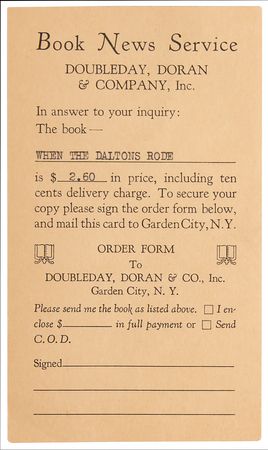 Book News Service
DOUBLEDAY, DORAN
& COMPANY, Inc.
In answer to your inquiry:
The book—
WHEN THE DALTONS RODE
is $ 2.60 in price, including ten
cents delivery charge. To secure your
copy please sign the order form below,
and mail this card to Garden City, N.Y.
ORDER FORM
To
DOUBLEDAY, DORAN & CO., Inc.
Garden City, N. Y.
Please send me the book as listed above. ☐ I en-
close $________ in full payment or ☐ Send
C.O.D.
Signed________